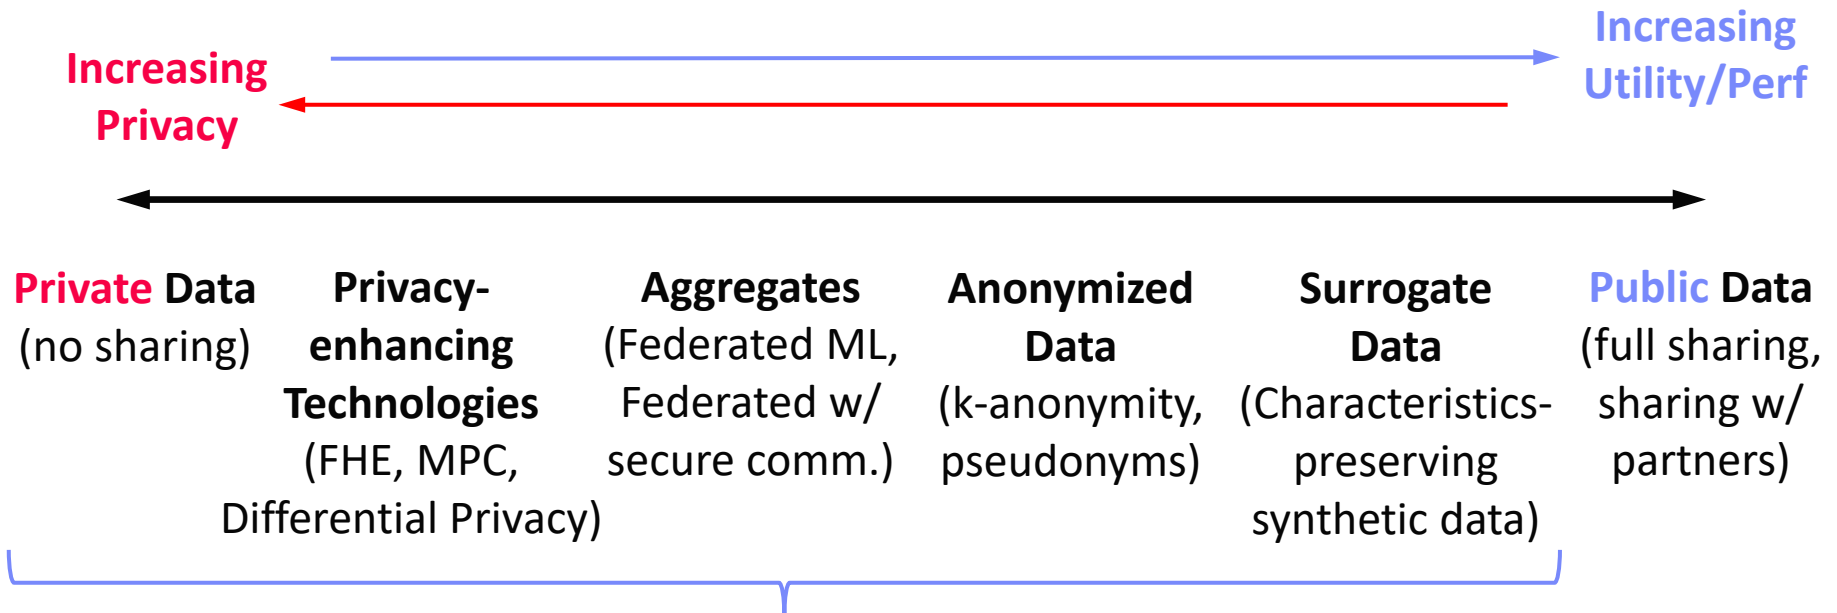 Increasing
Privacy
Increasing
Utility/Perf
Private Data
(no sharing)
Privacy-
enhancing
Technologies
(FHE, MPC,
Differential Privacy)
Aggregates
(Federated ML,
Federated w/
secure comm.)
Anonymized
Data
(k-anonymity,
pseudonyms)
Surrogate
Data
(Characteristics-
preserving
synthetic data)
Public Data
(full sharing,
sharing w/
partners)